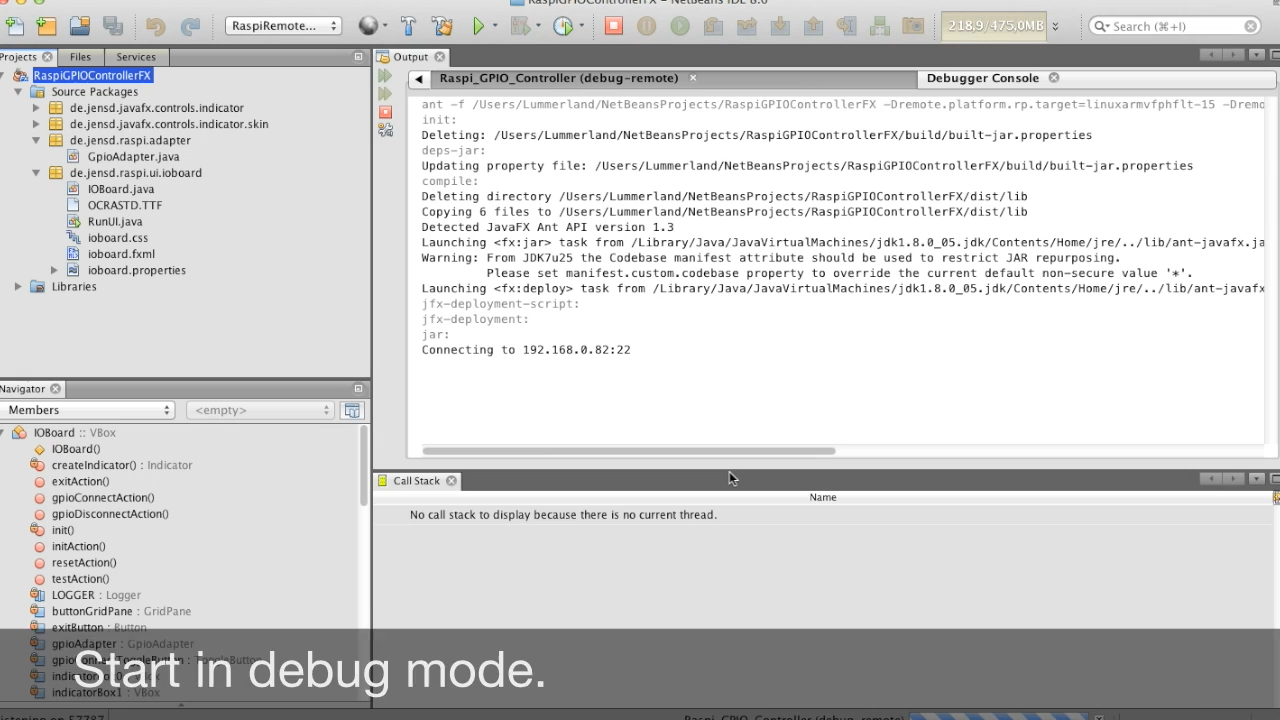 RaspiGPIOControllerFX - NetBeans IDE 8.0
RaspiRemote...
218,9/475,0MB
Search (⌘+I)
Projects
Files
Services
RaspiGPIOControllerFX
Source Packages
de.jensd.javafx.controls.indicator
de.jensd.javafx.controls.indicator.skin
de.jensd.raspi.adapter
GpioAdapter.java
de.jensd.raspi.ui.ioboard
IOBoard.java
OCRASTD.TTF
RunUI.java
ioboard.css
ioboard.fxml
ioboard.properties
Libraries
Navigator
Members
<empty>
IOBoard :: VBox
IOBoard()
createIndicator() : Indicator
exitAction()
gpioConnectAction()
gpioDisconnectAction()
init()
initAction()
resetAction()
testAction()
LOGGER : Logger
buttonGridPane : GridPane
exitButton : Button
gpioAdapter : GpioAdapter
indicatorBox1 : VBox
Output
Raspi_GPIO_Controller (debug-remote)
Debugger Console
ant -f /Users/Lummerland/NetBeansProjects/RaspiGPIOControllerFX -Dremote.platform.rp.target=linuxarmvfphflt-15 -Dremo
init:
Deleting: /Users/Lummerland/NetBeansProjects/RaspiGPIOControllerFX/build/built-jar.properties
deps-jar:
Updating property file: /Users/Lummerland/NetBeansProjects/RaspiGPIOControllerFX/build/built-jar.properties
compile:
Deleting directory /Users/Lummerland/NetBeansProjects/RaspiGPIOControllerFX/dist/lib
Copying 6 files to /Users/Lummerland/NetBeansProjects/RaspiGPIOControllerFX/dist/lib
Detected JavaFX Ant API version 1.3
Launching <fx:jar> task from /Library/Java/JavaVirtualMachines/jdk1.8.0_05.jdk/Contents/Home/jre/../lib/ant-javafx.ja
Warning: From JDK7u25 the Codebase manifest attribute should be used to restrict JAR repurposing.
Please set manifest.custom.codebase property to override the current default non-secure value '*'.
Launching <fx:deploy> task from /Library/Java/JavaVirtualMachines/jdk1.8.0_05.jdk/Contents/Home/jre/../lib/ant-javafx
jfx-deployment-script:
jfx-deployment:
jar:
Connecting to 192.168.0.82:22
Call Stack
Name
No call stack to display because there is no current thread.
Start in debug mode.
Raspi_GPIO_Controller (debug-remote)